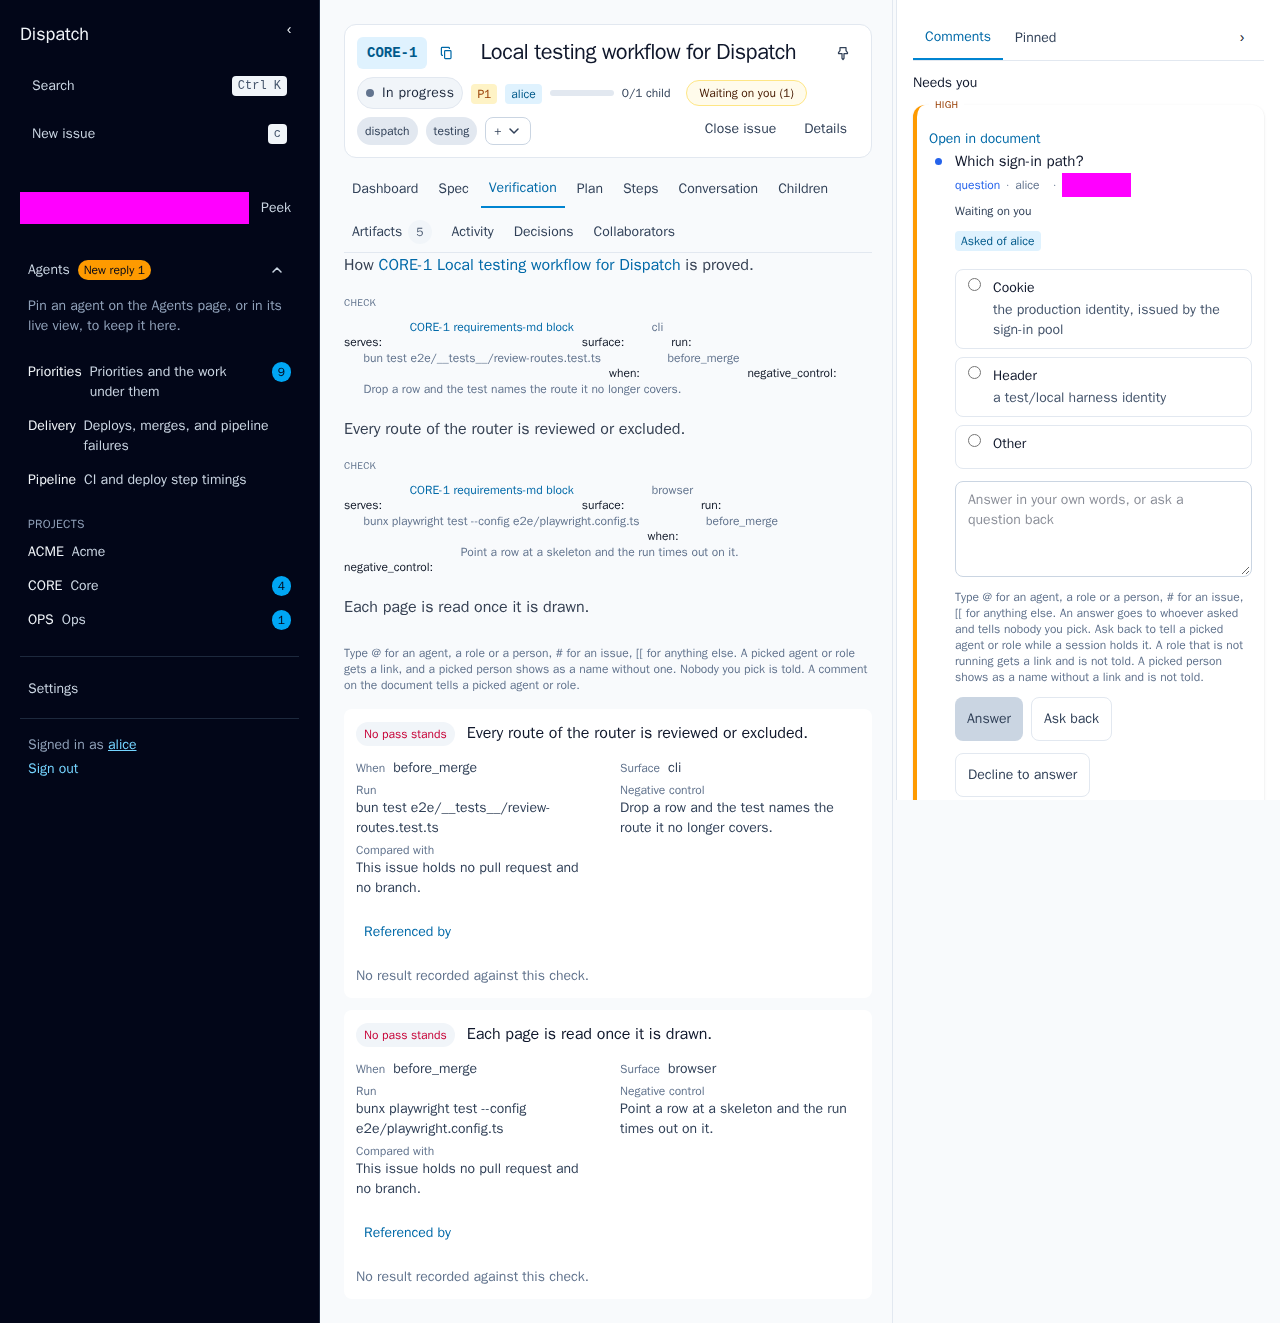 Dispatch
‹
Search
Ctrl K
New issue
C
Peek
Agents
New reply 1
Pin an agent on the Agents page, or in its
live view, to keep it here.
Priorities Priorities and the work
under them
9
Delivery Deploys, merges, and pipeline
failures
Pipeline CI and deploy step timings
PROJECTS
ACME Acme
CORE Core
4
OPS Ops
1
Settings
Signed in as alice
Sign out
CORE-1
Local testing workflow for Dispatch
In progress
P1
alice
0/1 child
Waiting on you (1)
dispatch
testing
+
Close issue
Details
Dashboard Spec Verification Plan Steps Conversation Children
Artifacts 5 Activity Decisions Collaborators
How CORE-1 Local testing workflow for Dispatch is proved.
CHECK
CORE-1 requirements-md block cli
serves: surface: run:
bun test e2e/__tests__/review-routes.test.ts before_merge
when: negative_control:
Drop a row and the test names the route it no longer covers.
Every route of the router is reviewed or excluded.
CHECK
CORE-1 requirements-md block browser
serves: surface: run:
bunx playwright test --config e2e/playwright.config.ts before_merge
when:
Point a row at a skeleton and the run times out on it.
negative_control:
Each page is read once it is drawn.
Type @ for an agent, a role or a person, # for an issue, [[ for anything else. A picked agent or role
gets a link, and a picked person shows as a name without one. Nobody you pick is told. A comment
on the document tells a picked agent or role.
No pass stands
Every route of the router is reviewed or excluded.
When before_merge
Surface cli
Run
bun test e2e/__tests__/review-
routes.test.ts
Negative control
Drop a row and the test names the
route it no longer covers.
Compared with
This issue holds no pull request and
no branch.
Referenced by
No result recorded against this check.
No pass stands
Each page is read once it is drawn.
When before_merge
Surface browser
Run
bunx playwright test --config
e2e/playwright.config.ts
Negative control
Point a row at a skeleton and the run
times out on it.
Compared with
This issue holds no pull request and
no branch.
Referenced by
No result recorded against this check.
Comments
Pinned
›
Needs you
HIGH
Open in document
Which sign-in path?
question · alice ·
Waiting on you
Asked of alice
Cookie
the production identity, issued by the
sign-in pool
Header
a test/local harness identity
Other
Answer in your own words, or ask a
question back
Type @ for an agent, a role or a person, # for an issue,
[[ for anything else. An answer goes to whoever asked
and tells nobody you pick. Ask back to tell a picked
agent or role while a session holds it. A role that is not
running gets a link and is not told. A picked person
shows as a name without a link and is not told.
Answer
Ask back
Decline to answer